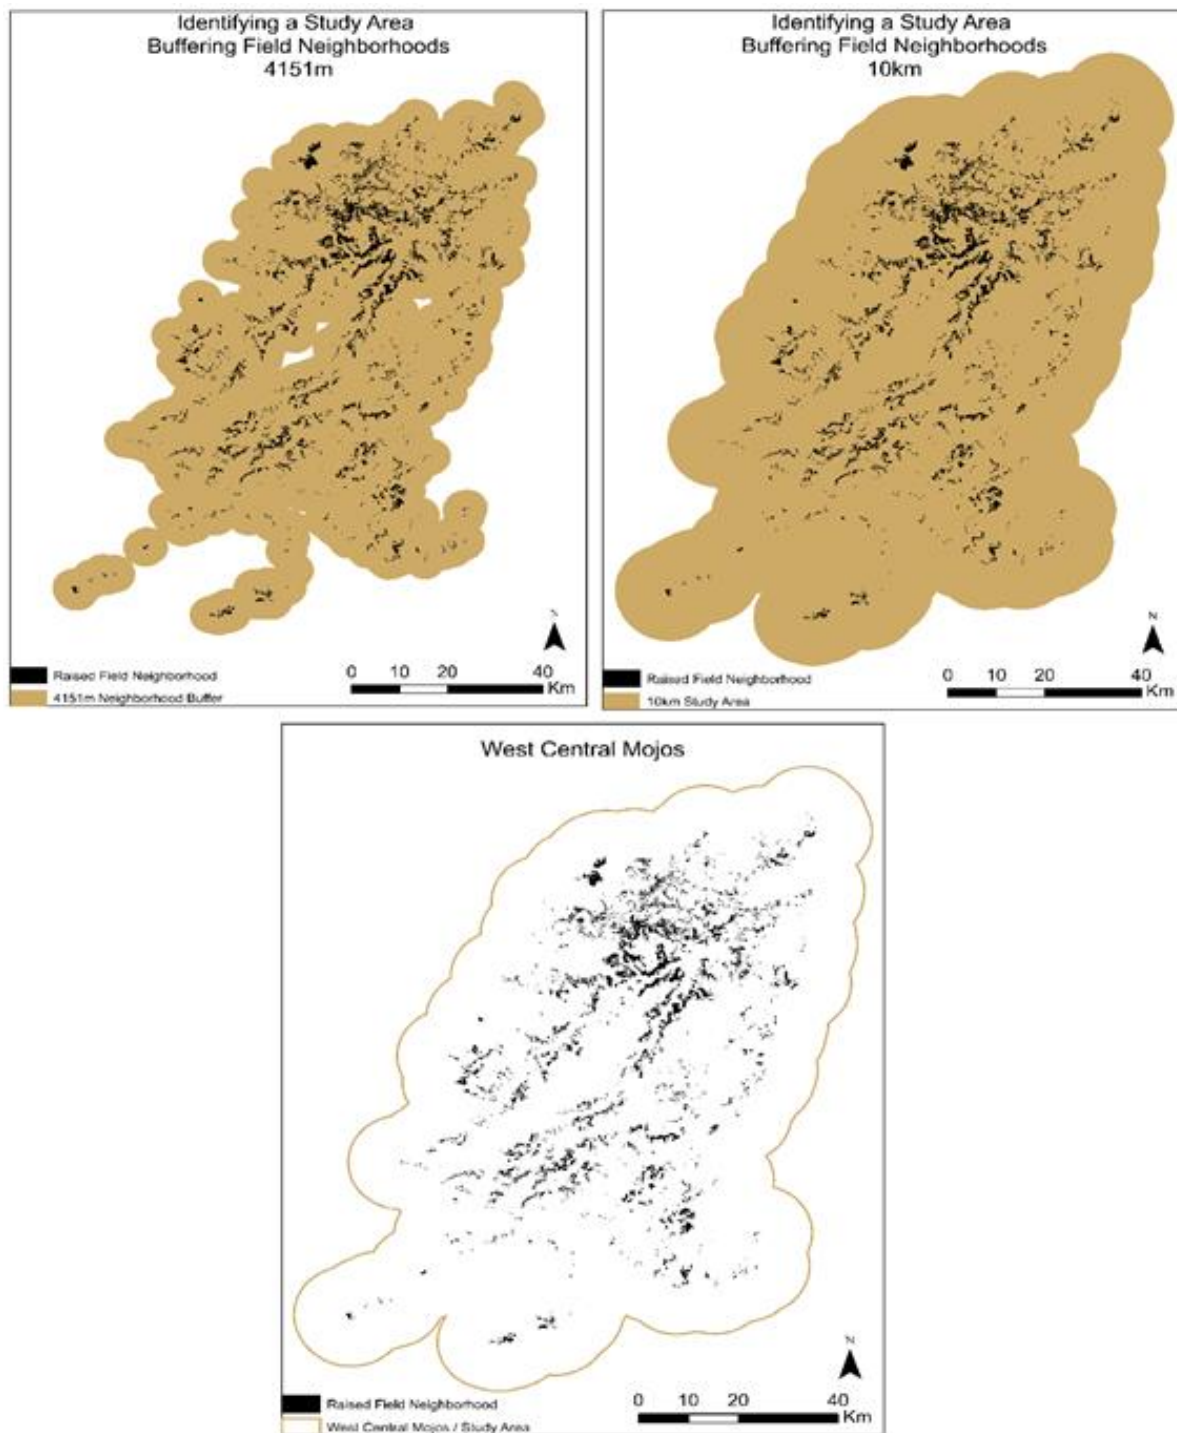 Identifying a Study Area
Buffering Field Neighborhoods
4151m
N
Raised Field Neighborhood
4151m Neighborhood Buffer
0 10 20 40
Km
Identifying a Study Area
Buffering Field Neighborhoods
10km
N
Raised Field Neighborhood
10km Study Area
0 10 20 40
Km
West Central Mojos
N
Raised Field Neighborhood
West Central Mojos / Study Area
0 10 20 40
Km